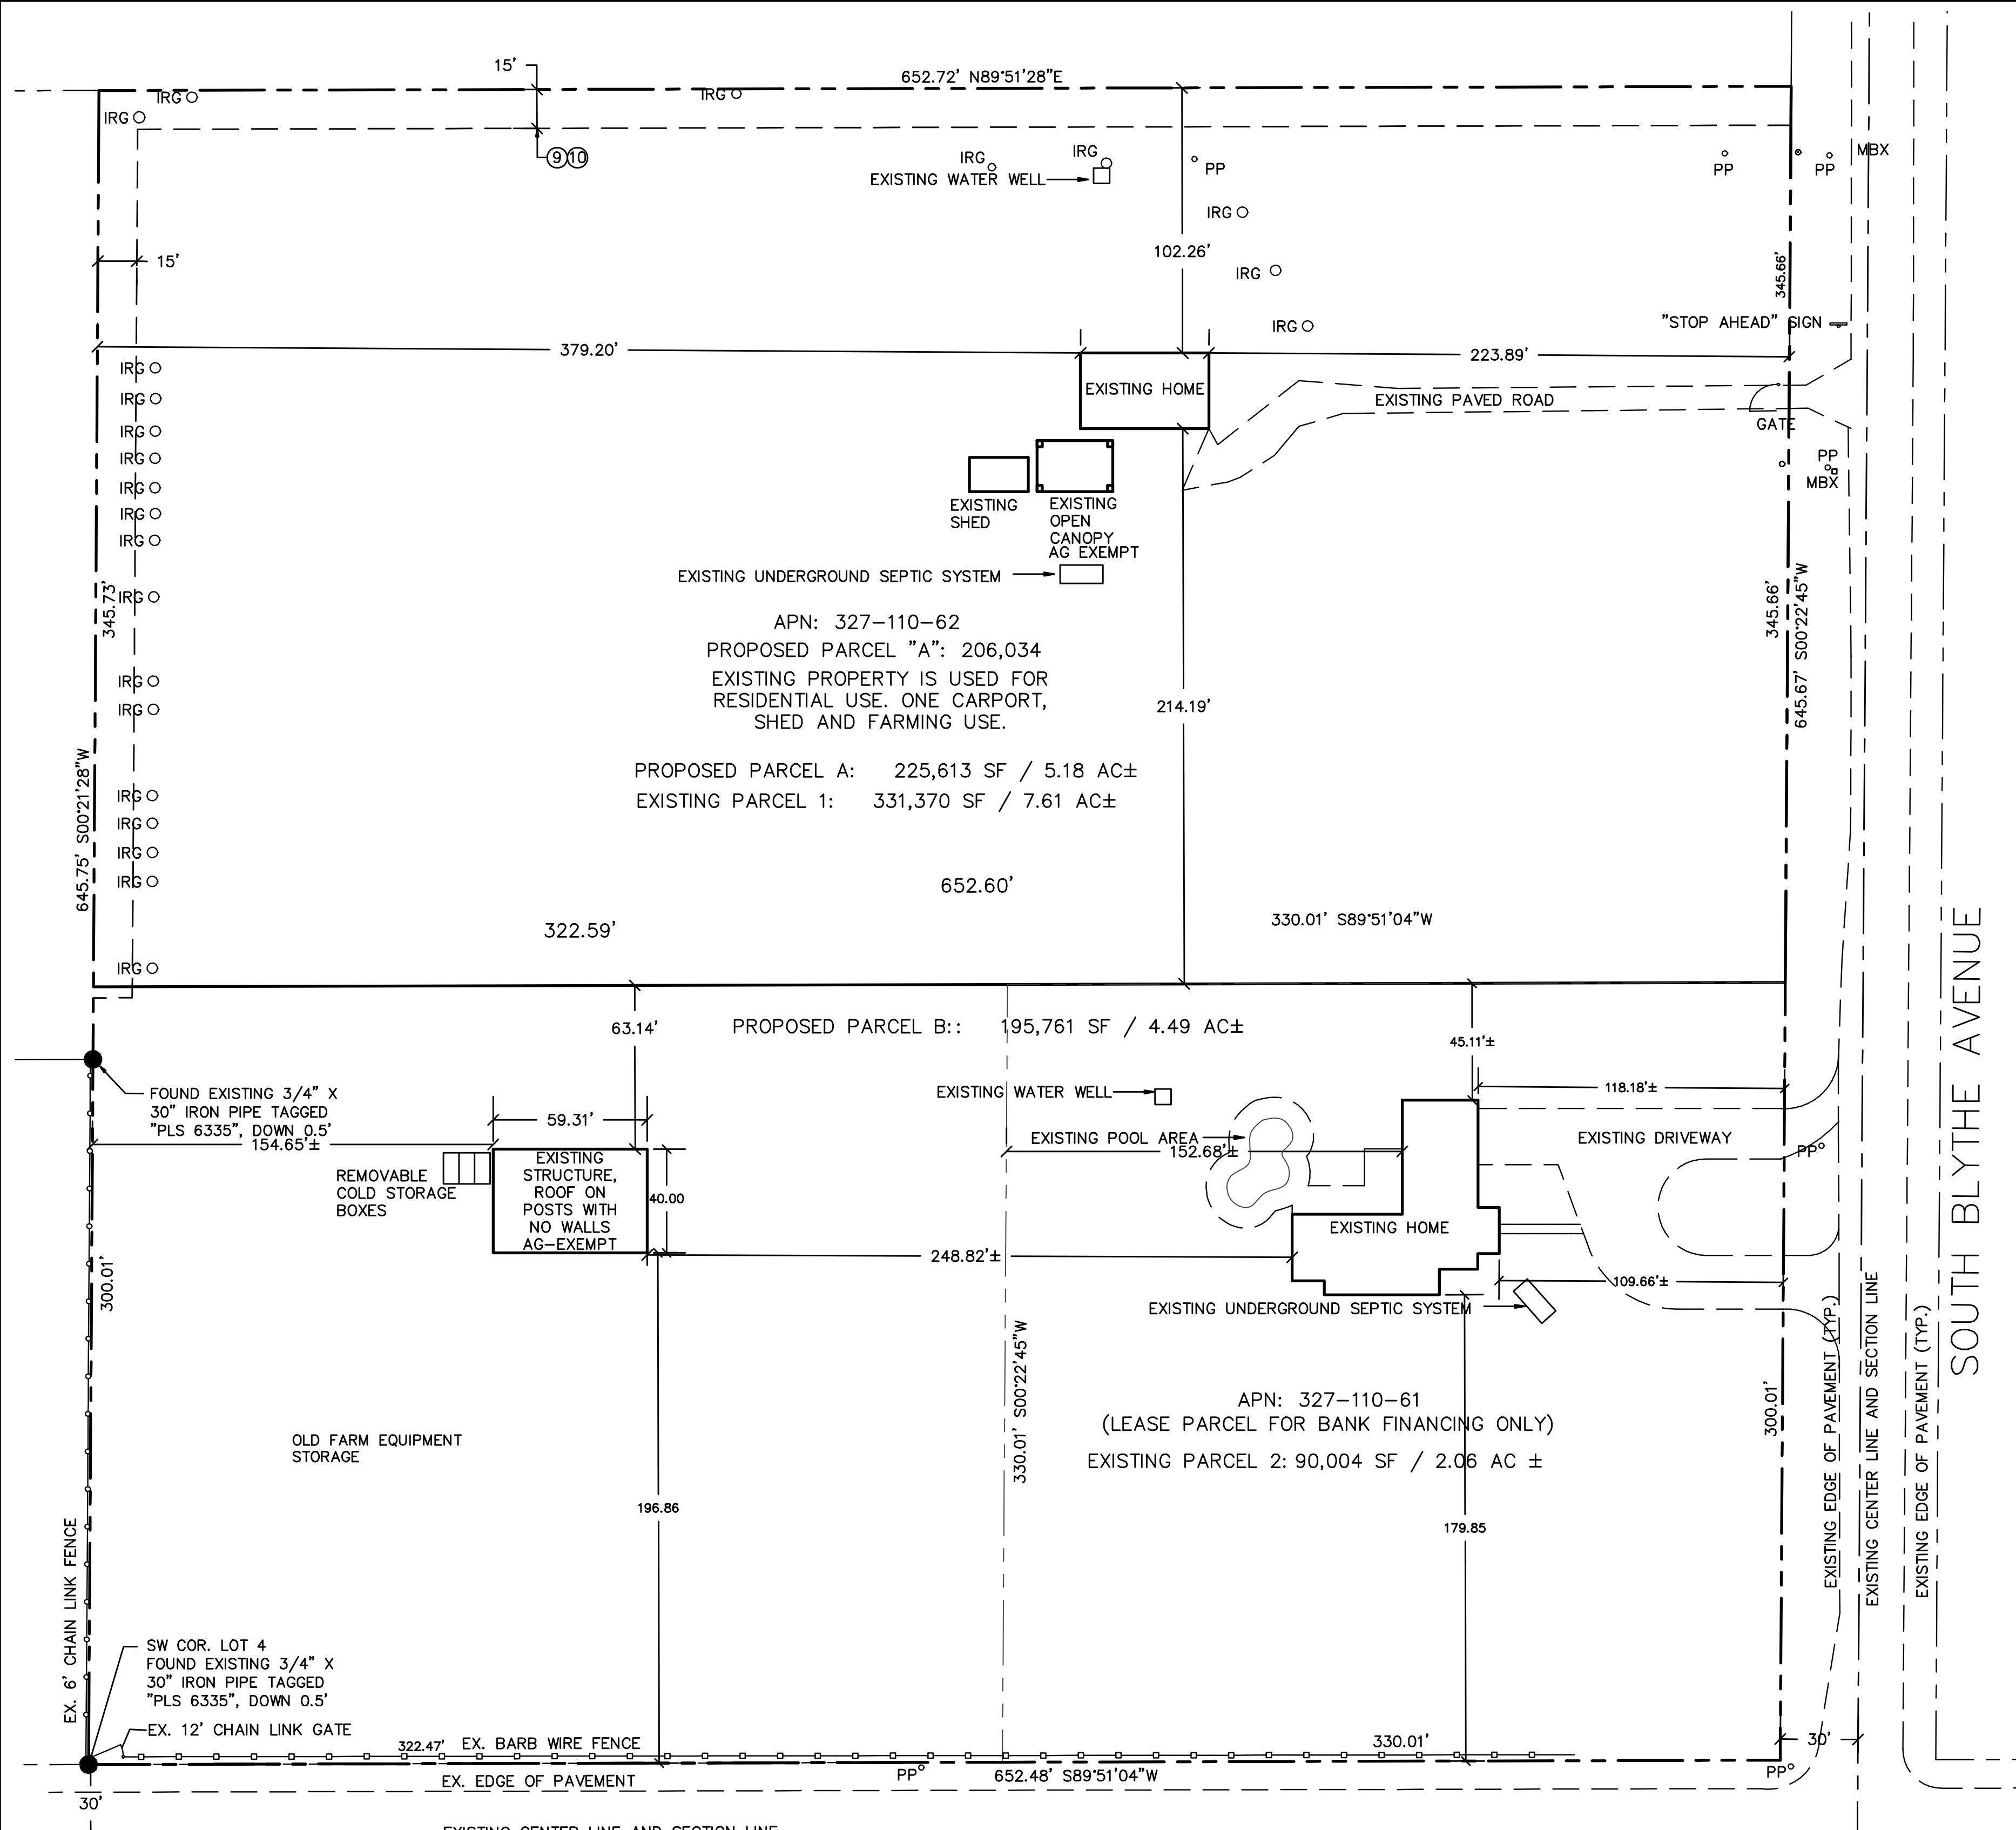 15'
652.72' N89°51'28"E
IRG
IRG
IRG
9 10
IRG
IRG
PP
EXISTING WATER WELL
PP
PP
MBX
IRG
15'
102.26'
345.66'
IRG
IRG
"STOP AHEAD" SIGN
379.20'
223.89'
IRG
EXISTING HOME
EXISTING PAVED ROAD
GATE
IRG
IRG
IRG
IRG
IRG
IRG
PP
MBX
EXISTING
SHED
EXISTING
OPEN
CANOPY
AG EXEMPT
EXISTING UNDERGROUND SEPTIC SYSTEM
IRG
345.73'
345.66'
645.67' S00°22'45"W
APN: 327-110-62
PROPOSED PARCEL "A": 206,034
EXISTING PROPERTY IS USED FOR
RESIDENTIAL USE. ONE CARPORT,
SHED AND FARMING USE.
IRG
IRG
214.19'
PROPOSED PARCEL A: 225,613 SF / 5.18 AC±
EXISTING PARCEL 1: 331,370 SF / 7.61 AC±
645.75' S00°21'28"W
IRG
IRG
IRG
IRG
652.60'
322.59'
330.01' S89°51'04"W
IRG
SOUTH BLYTHE AVENUE
63.14'
PROPOSED PARCEL B:: 195,761 SF / 4.49 AC±
45.11'±
FOUND EXISTING 3/4" X
30" IRON PIPE TAGGED
"PLS 6335", DOWN 0.5'
154.65'±
59.31'
EXISTING WATER WELL
118.18'±
EXISTING POOL AREA
152.68'±
EXISTING DRIVEWAY
PP
REMOVABLE
COLD STORAGE
BOXES
EXISTING
STRUCTURE,
ROOF ON
POSTS WITH
NO WALLS
AG-EXEMPT
40.00
EXISTING HOME
248.82'±
109.66'±
300.01'
EXISTING UNDERGROUND SEPTIC SYSTEM
330.01' S00°22'45"W
APN: 327-110-61
(LEASE PARCEL FOR BANK FINANCING ONLY)
EXISTING PARCEL 2: 90,004 SF / 2.06 AC ±
300.01'
EXISTING EDGE OF PAVEMENT (TYP.)
EXISTING CENTER LINE AND SECTION LINE
EXISTING EDGE OF PAVEMENT (TYP.)
OLD FARM EQUIPMENT
STORAGE
196.86
179.85
EX. 6' CHAIN LINK FENCE
SW COR. LOT 4
FOUND EXISTING 3/4" X
30" IRON PIPE TAGGED
"PLS 6335", DOWN 0.5'
EX. 12' CHAIN LINK GATE
322.47'
EX. BARB WIRE FENCE
330.01'
30'
EX. EDGE OF PAVEMENT
PP
652.48' S89°51'04"W
PP
30'
EXISTING CENTER LINE AND SECTION LINE